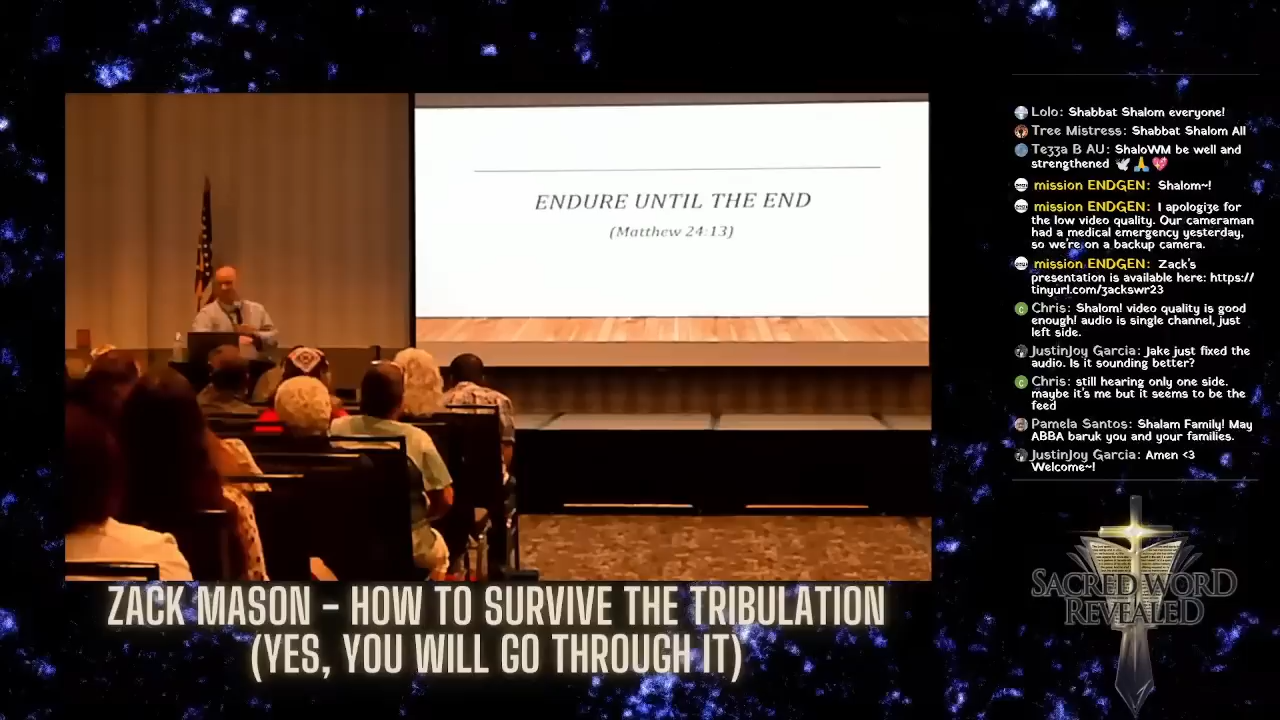 ENDURE UNTIL THE END
(Matthew 24:13)
Lolo: Shabbat Shalom everyone!
Tree Mistress: Shabbat Shalom All
Tezza B AU: ShaloWM be well and
strengthened 🕊️ 🙏 💖
mission ENDGEN: Shalom~!
mission ENDGEN: I apologize for
the low video quality. Our cameraman
had a medical emergency yesterday,
so we're on a backup camera.
mission ENDGEN: Zack's
presentation is available here: https://
tinyurl.com/zackswr23
Chris: Shalom! video quality is good
enough! audio is single channel, just
left side.
JustinJoy Garcia: Jake just fixed the
audio. Is it sounding better?
Chris: still hearing only one side.
maybe it's me but it seems to be the
feed
Pamela Santos: Shalam Family! May
ABBA baruk you and your families.
JustinJoy Garcia: Amen <3
Welcome~!
SACRED WORD
REVEALED
ZACK MASON - HOW TO SURVIVE THE TRIBULATION
(YES, YOU WILL GO THROUGH IT)